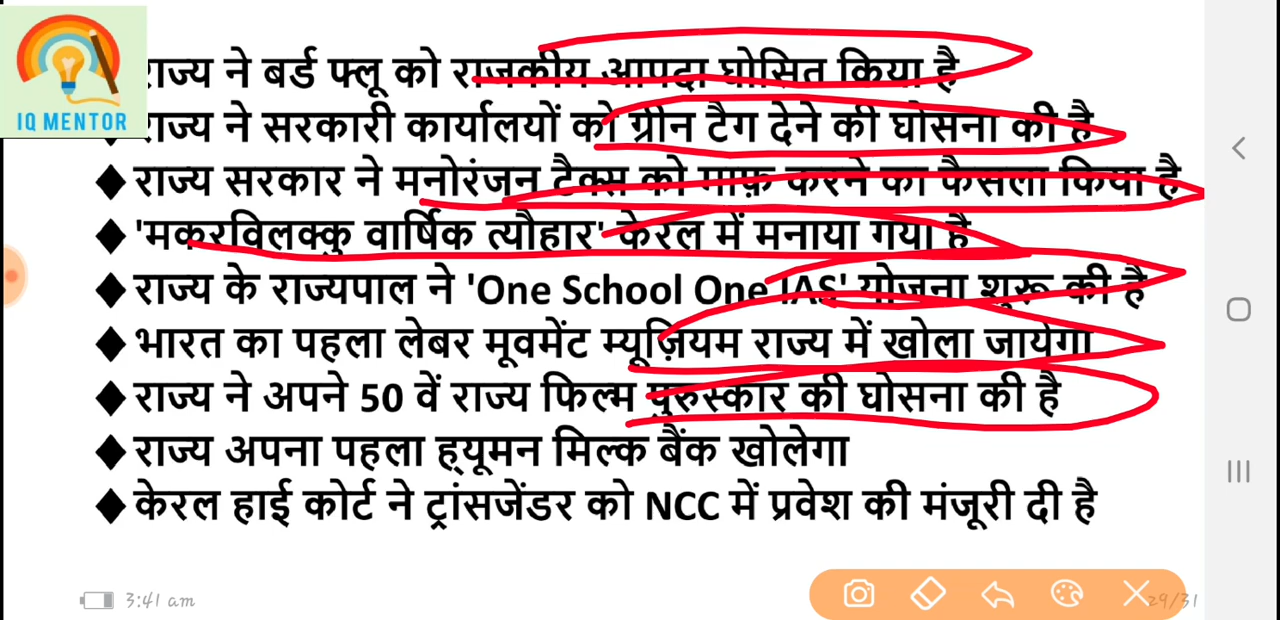 IQ MENTOR
राज्य ने बर्ड फ्लू को राजकीय आपदा घोसित किया है
राज्य ने सरकारी कार्यालयों को ग्रीन टैग देने की घोसना की है
◆राज्य सरकार ने मनोरंजन टैक्स को माफ़ करने का फैसला किया है
◆'मकरविलक्कु वार्षिक त्यौहार' केरल में मनाया गया है
◆राज्य के राज्यपाल ने 'One School One IAS' योजना शुरू की है
◆भारत का पहला लेबर मूवमेंट म्यूज़ियम राज्य में खोला जायेगा
◆राज्य ने अपने 50 वें राज्य फिल्म पुरुस्कार की घोसना की है
◆राज्य अपना पहला ह्यूमन मिल्क बैंक खोलेगा
◆केरल हाई कोर्ट ने ट्रांसजेंडर को NCC में प्रवेश की मंजूरी दी है
3:41 am
29/31